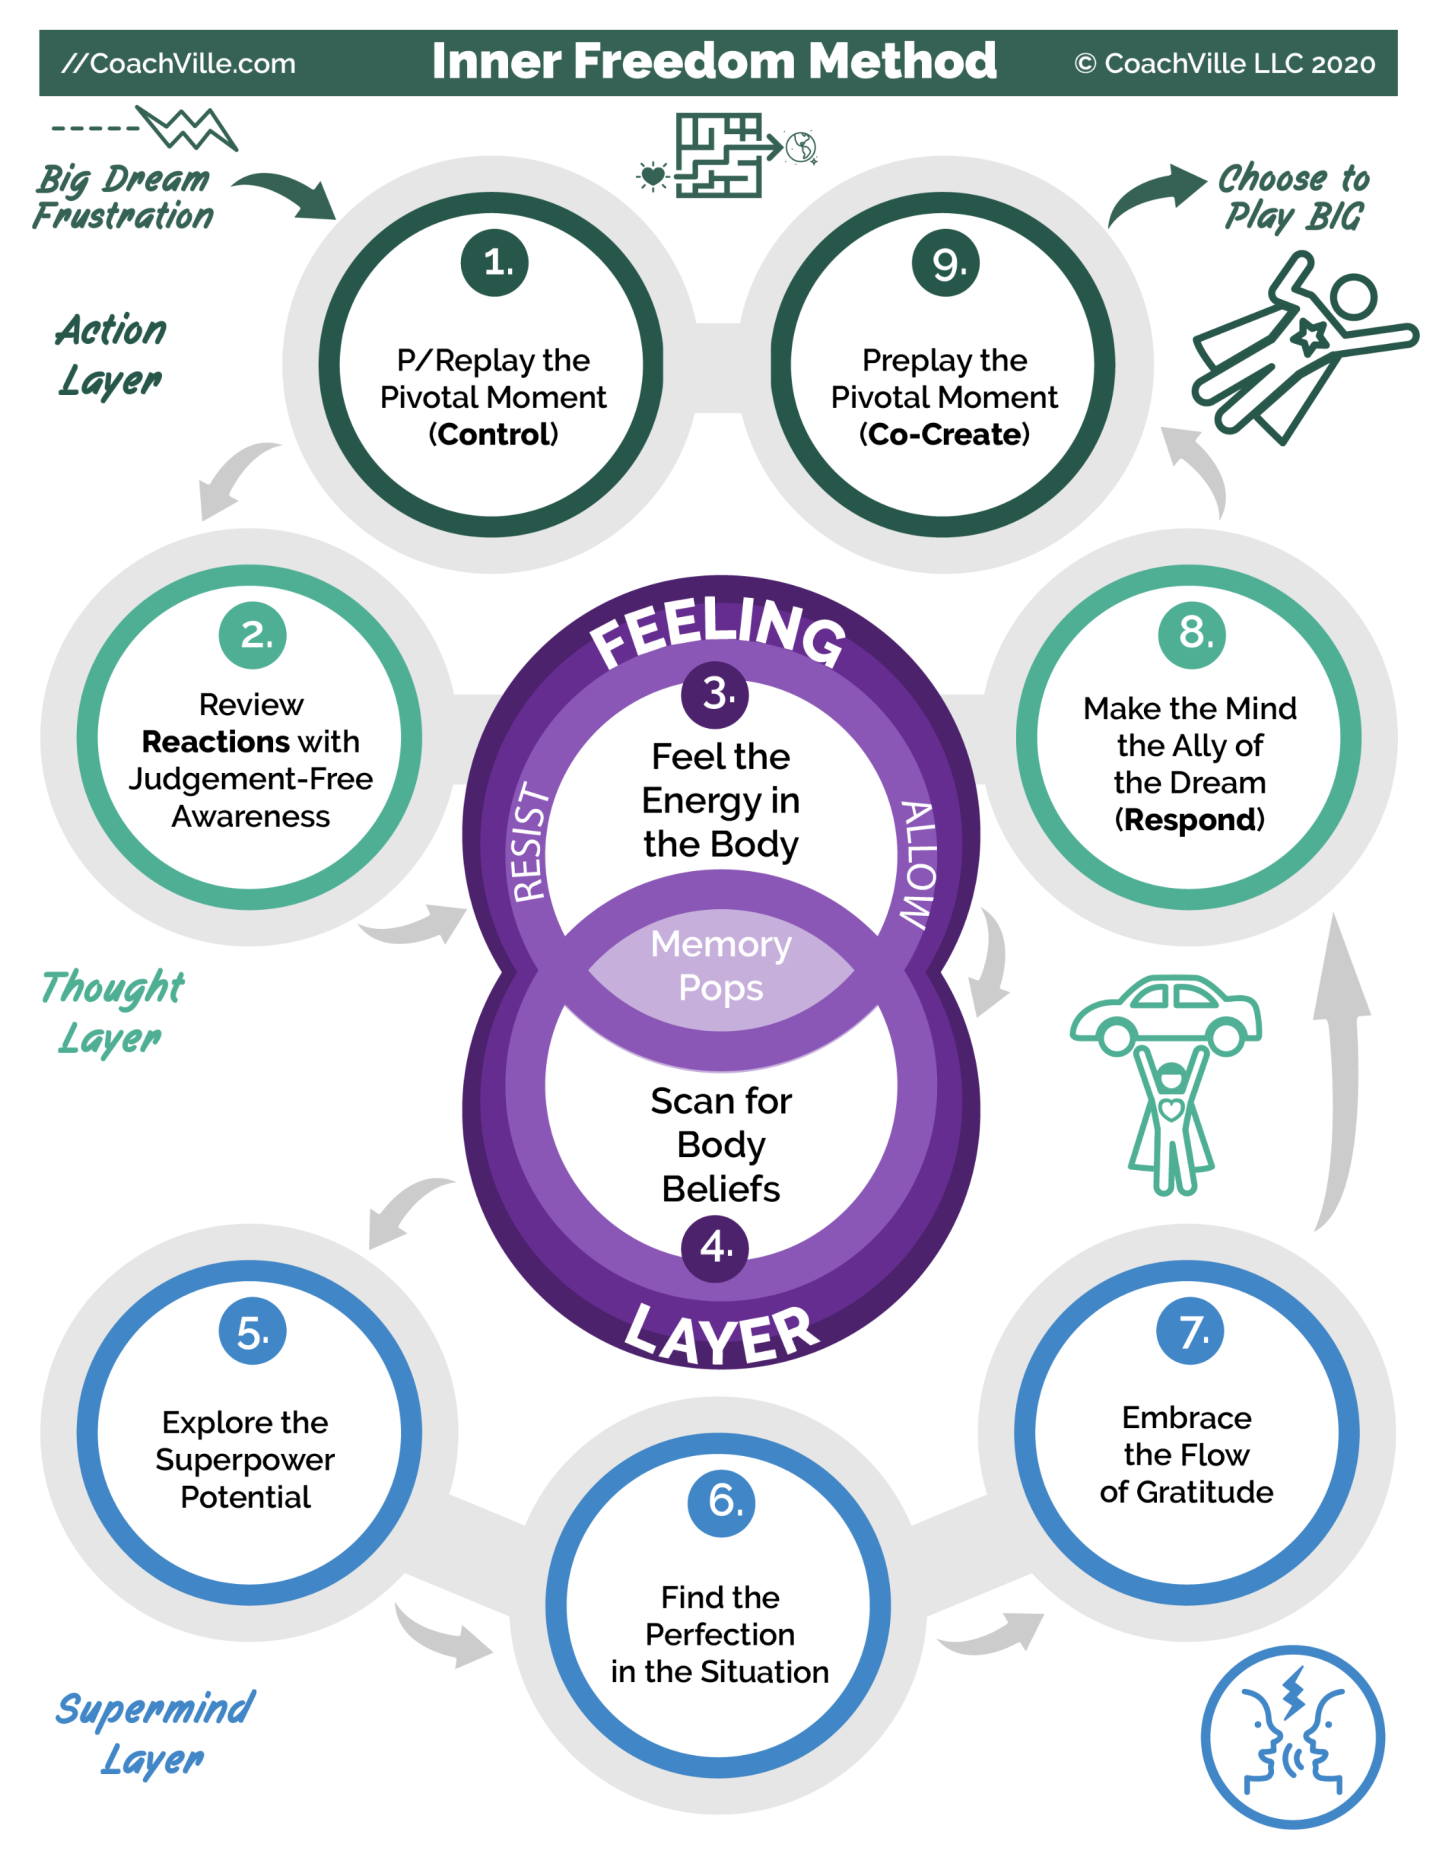 //CoachVille.com
Inner Freedom Method
© CoachVille LLC 2020
Big Dream
Frustration
Choose to
Play BIG
Action
Layer
1.
P/Replay the
Pivotal Moment
(Control)
9.
Preplay the
Pivotal Moment
(Co-Create)
2.
Review
Reactions with
Judgement-Free
Awareness
FEELING
3.
Feel the
Energy in
the Body
RESIST
ALLOW
Memory
Pops
Scan for
Body
Beliefs
4.
LAYER
8.
Make the Mind
the Ally of
the Dream
(Respond)
Thought
Layer
5.
Explore the
Superpower
Potential
6.
Find the
Perfection
in the Situation
7.
Embrace
the Flow
of Gratitude
Supermind
Layer